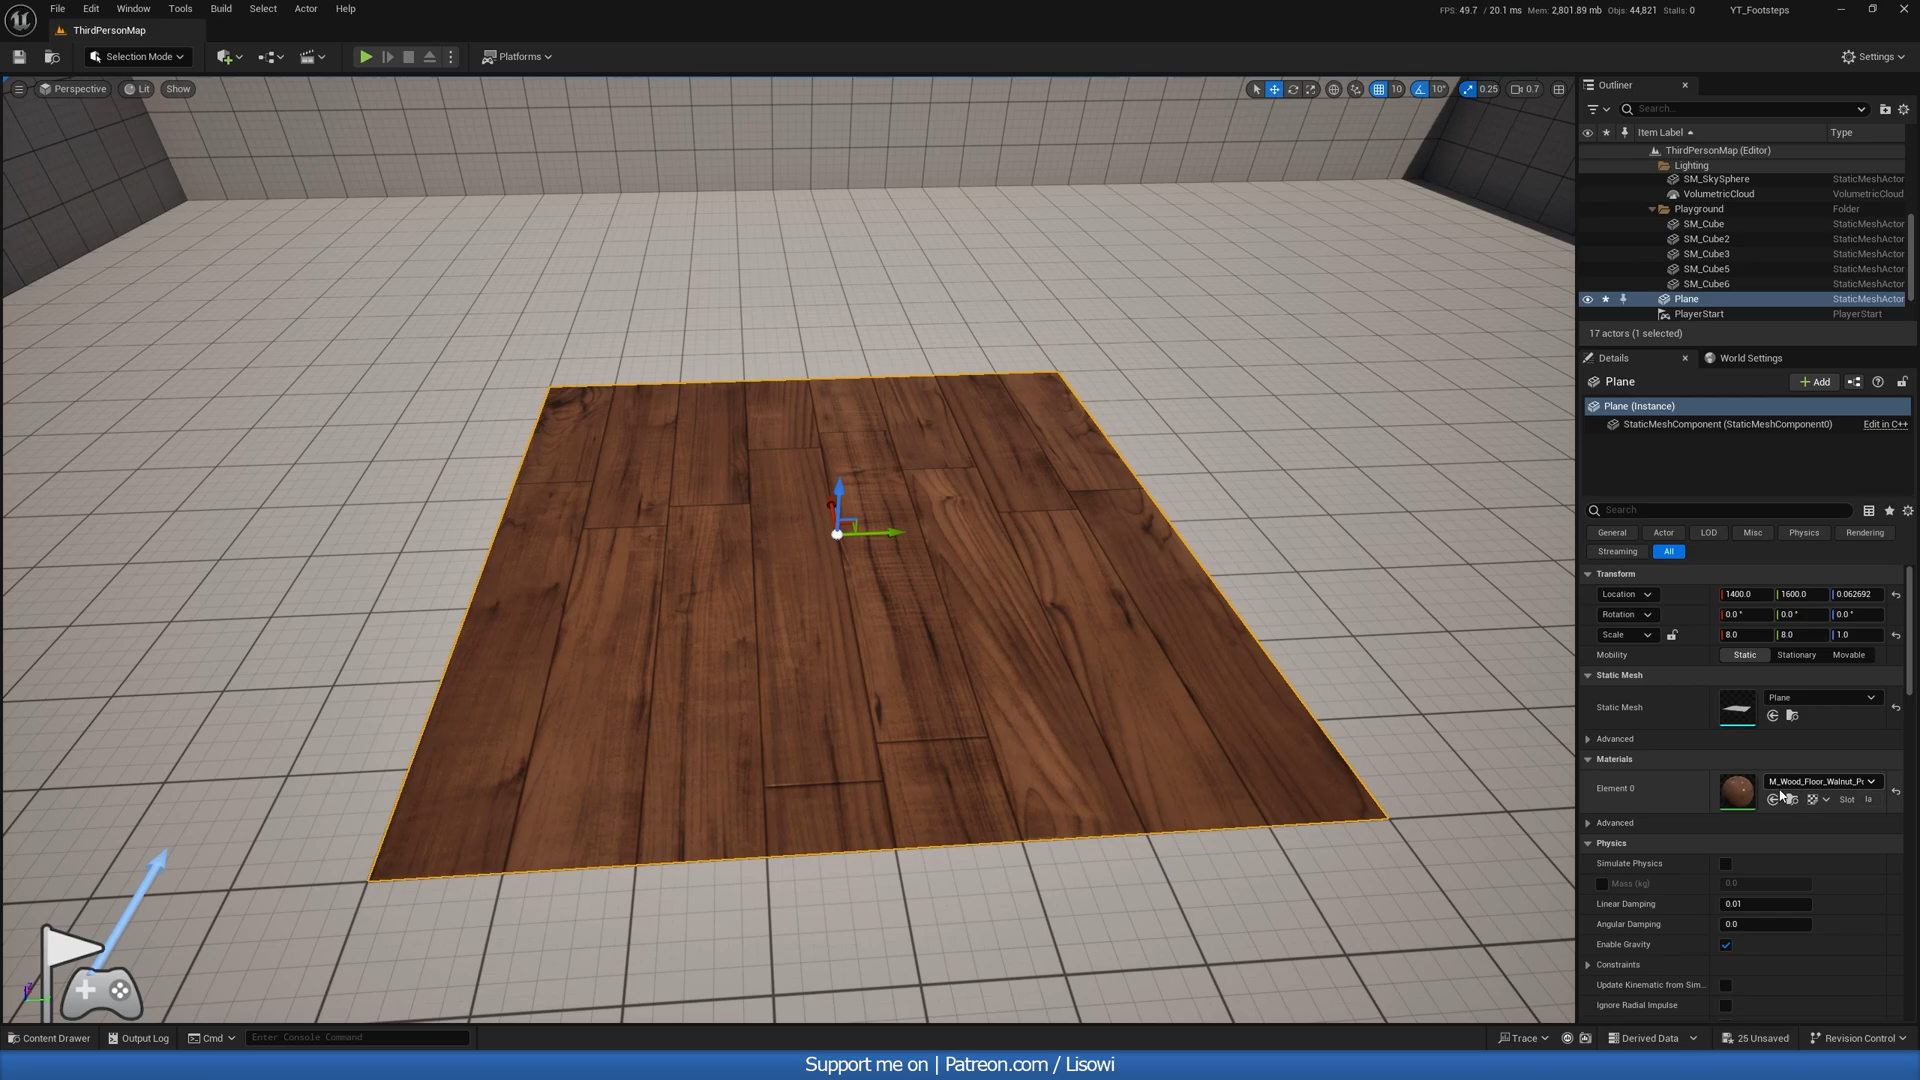 File Edit Window Tools Build Select Actor Help
FPS: 49.7 / 20.1 ms Mem: 2,801.89 mb Objs: 44,821 Stalls: 0 YT_Footsteps
ThirdPersonMap
Selection Mode Platforms Settings
Perspective Lit Show 10 10° 0.25 0.7
Outliner
Search...
Item Label Type
ThirdPersonMap (Editor)
Lighting
SM_SkySphere StaticMeshActor
VolumetricCloud VolumetricCloud
Playground Folder
SM_Cube StaticMeshActor
SM_Cube2 StaticMeshActor
SM_Cube3 StaticMeshActor
SM_Cube5 StaticMeshActor
SM_Cube6 StaticMeshActor
Plane StaticMeshActor
PlayerStart PlayerStart
17 actors (1 selected)
Details World Settings
Plane Add
Plane (Instance)
StaticMeshComponent (StaticMeshComponent0) Edit in C++
Search
General Actor LOD Misc Physics Rendering
Streaming All
Transform
Location 1400.0 1600.0 0.062692
Rotation 0.0 ° 0.0 ° 0.0 °
Scale 8.0 8.0 1.0
Mobility Static Stationary Movable
Static Mesh
Static Mesh Plane
Advanced
Materials
Element 0 M_Wood_Floor_Walnut_Po
Slot la
Advanced
Physics
Simulate Physics
Mass (kg) 0.0
Linear Damping 0.01
Angular Damping 0.0
Enable Gravity
Constraints
Update Kinematic from Sim...
Ignore Radial Impulse
Content Drawer Output Log Cmd Enter Console Command Trace Derived Data 25 Unsaved Revision Control
Support me on | Patreon.com / Lisowi